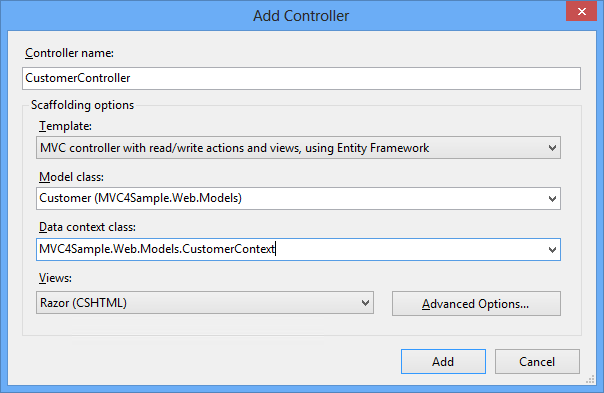 Add Controller
Controller name:
CustomerController
Scaffolding options
Template:
MVC controller with read/write actions and views, using Entity Framework
Model class:
Customer (MVC4Sample.Web.Models)
Data context class:
MVC4Sample.Web.Models.CustomerContext
Views:
Razor (CSHTML)
Advanced Options...
Add
Cancel